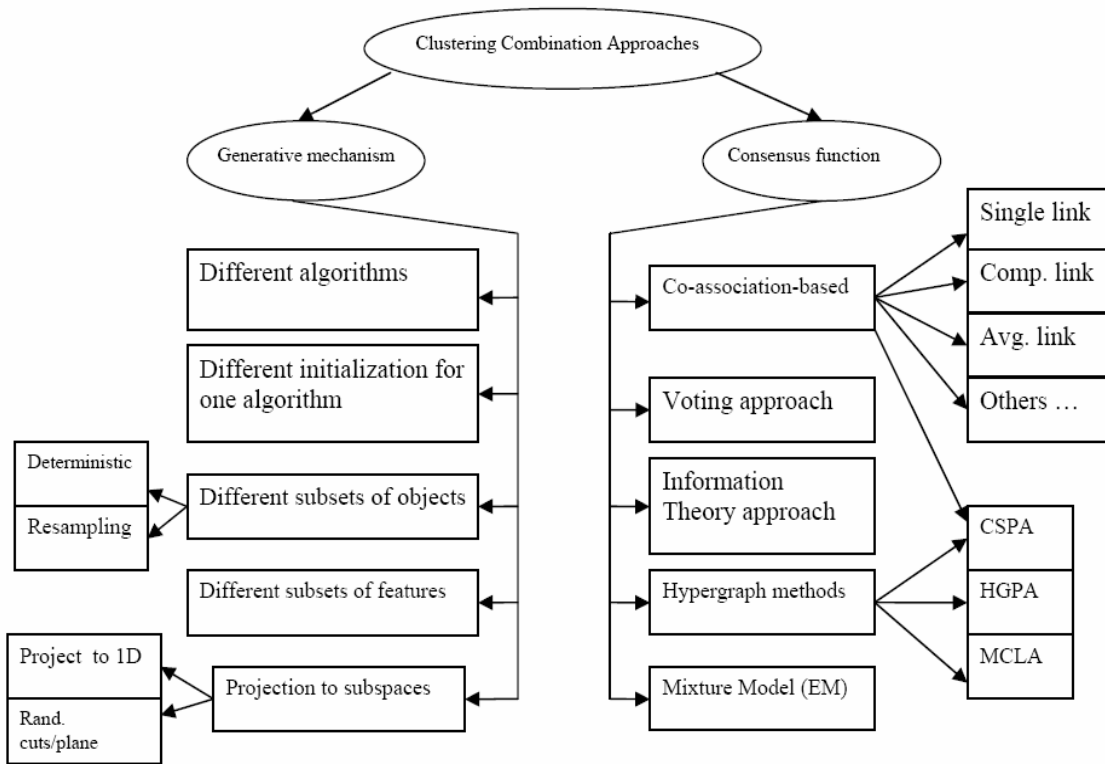 Clustering Combination Approaches
Generative mechanism
Consensus function
Different algorithms
Different initialization for
one algorithm
Different subsets of objects
Deterministic
Resampling
Different subsets of features
Projection to subspaces
Project to 1D
Rand.
cuts/plane
Co-association-based
Single link
Comp. link
Avg. link
Others ...
Voting approach
Information
Theory approach
Hypergraph methods
CSPA
HGPA
MCLA
Mixture Model (EM)